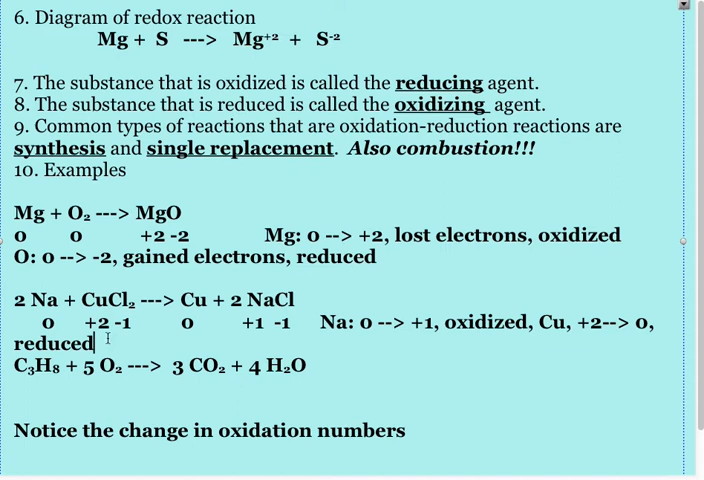 6. Diagram of redox reaction
Mg + S ---> Mg⁺² + S⁻²
7. The substance that is oxidized is called the reducing agent.
8. The substance that is reduced is called the oxidizing agent.
9. Common types of reactions that are oxidation-reduction reactions are
synthesis and single replacement. Also combustion!!!
10. Examples
Mg + O₂ ---> MgO
0 0 +2 -2 Mg: 0 --> +2, lost electrons, oxidized
O: 0 --> -2, gained electrons, reduced
2 Na + CuCl₂ ---> Cu + 2 NaCl
0 +2 -1 0 +1 -1 Na: 0 --> +1, oxidized, Cu, +2--> 0,
reduced
C₃H₈ + 5 O₂ ---> 3 CO₂ + 4 H₂O
Notice the change in oxidation numbers